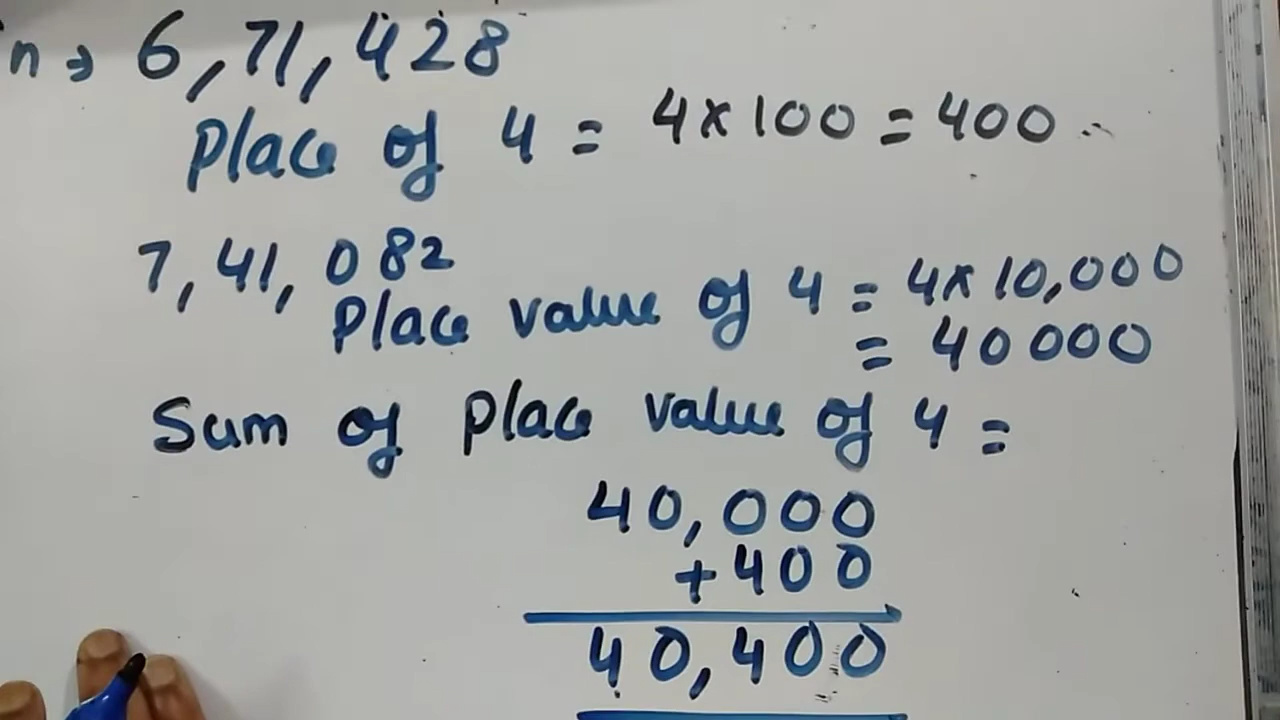 n ⇒ 6,71,428
Place of 4 = 4×100 = 400
7,41,082
Place value of 4 = 4×10,000
= 40000
Sum of place value of 4 =
40,000
+400
40,400